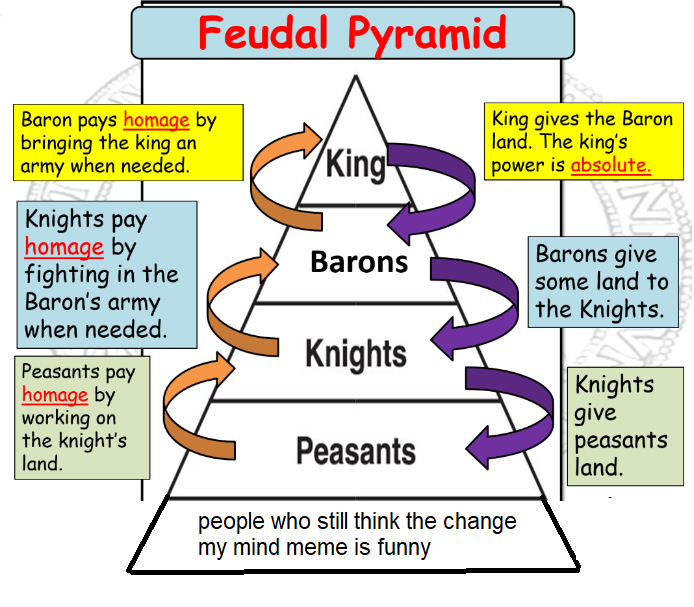 Feudal Pyramid
Baron pays homage by
bringing the king an
army when needed.
King gives the Baron
land. The king's
power is absolute.
King
Knights pay
homage by
fighting in the
Baron's army
when needed.
Barons
Barons give
some land to
the Knights.
Peasants pay
homage by
working on
the knight's
land.
Knights
Knights
give
peasants
land.
Peasants
people who still think the change
my mind meme is funny